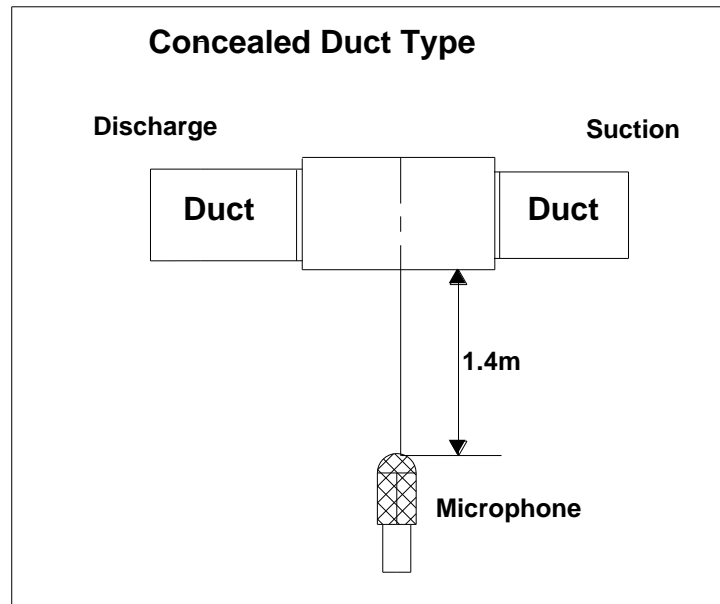 Concealed Duct Type
Discharge
Suction
Duct
Duct
1.4m
Microphone